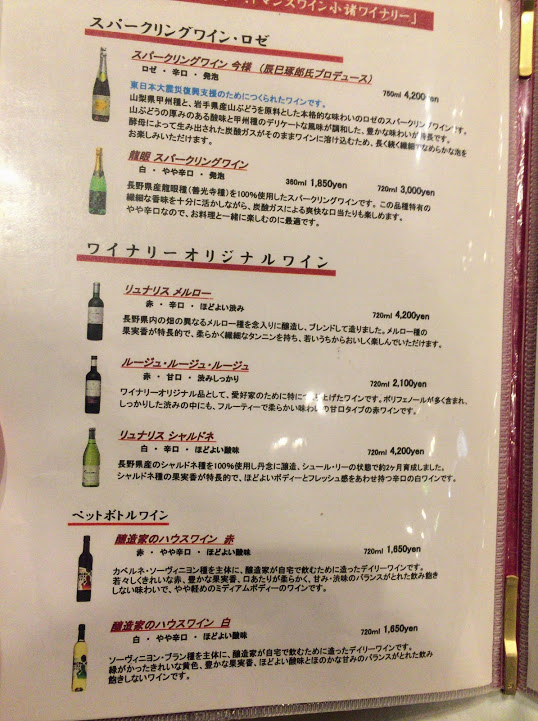 マンズワイン小諸ワイナリー」
スパークリングワイン・ロゼ
スパークリングワイン 今様 (辰巳琢郎氏プロデュース)
ロゼ ・ 辛口 ・ 発泡
750ml 4,200yen
東日本大震災復興支援のためにつくられたワインです。
山梨県産甲州種と、岩手県産山ぶどうを原料とした本格的な味わいのロゼのスパークリングワインです。
山ぶどうの厚みのある酸味と甲州種のデリケートな風味が調和した、豊かな味わいが特長です。
酵母によって生み出された炭酸ガスがそのままワインに溶け込むため、長く続く繊細でなめらかな泡を
お楽しみいただけます。
龍眼 スパークリングワイン
白 ・ やや辛口 ・ 発泡
360ml 1,850yen 720ml 3,000yen
長野県産龍眼種(善光寺種)を100%使用したスパークリングワインです。この品種特有の
繊細な香味を十分に活かしながら、炭酸ガスによる爽快な口当たりも楽しめます。
やや辛口なので、お料理と一緒に楽しむのに最適です。
ワイナリーオリジナルワイン
リュナリス メルロー
赤 ・ 辛口 ・ ほどよい渋み
720ml 4,200yen
長野県内の畑の異なるメルロー種を念入りに醸造し、ブレンドして造りました。メルロー種の
果実香が特長的で、柔らかく繊細なタンニンを持ち、若いうちからおいしく楽しんでいただけます。
ルージュ・ルージュ・ルージュ
赤 ・ 甘口 ・ 渋みしっかり
720ml 2,100yen
ワイナリーオリジナル品として、愛好家のために特につくり上げたワインです。ポリフェノールが多く含まれ、
しっかりした渋みの中にも、フルーティーで柔らかい味わいの甘口タイプの赤ワインです。
リュナリス シャルドネ
白 ・ 辛口 ・ ほどよい酸味
720ml 4,200yen
長野県産のシャルドネ種を100%使用し丹念に醸造、シュール・リーの状態で約2ヶ月育成しました。
シャルドネ種の果実香が特長的で、ほどよいボディーとフレッシュ感をあわせ持つ辛口の白ワインです。
ペットボトルワイン
醸造家のハウスワイン 赤
赤 ・ やや辛口 ・ ほどよい酸味
720ml 1,650yen
カベルネ・ソーヴィニヨン種を主体に、醸造家が自宅で飲むために造ったデイリーワインです。
若々しくきれいな赤、豊かな果実香、口あたりが柔らかく、甘み・渋味のバランスがとれた飲み飽き
しない味わいで、やや軽めのミディアムボディーのワインです。
醸造家のハウスワイン 白
白 ・ やや辛口 ・ ほどよい酸味
720ml 1,650yen
ソーヴィニヨン・ブラン種を主体に、醸造家が自宅で飲むために造ったデイリーワインです。
緑がかったきれいな黄色、豊かな果実香、ほどよい酸味とほのかな甘みのバランスがとれた飲み
飽きしないワインです。